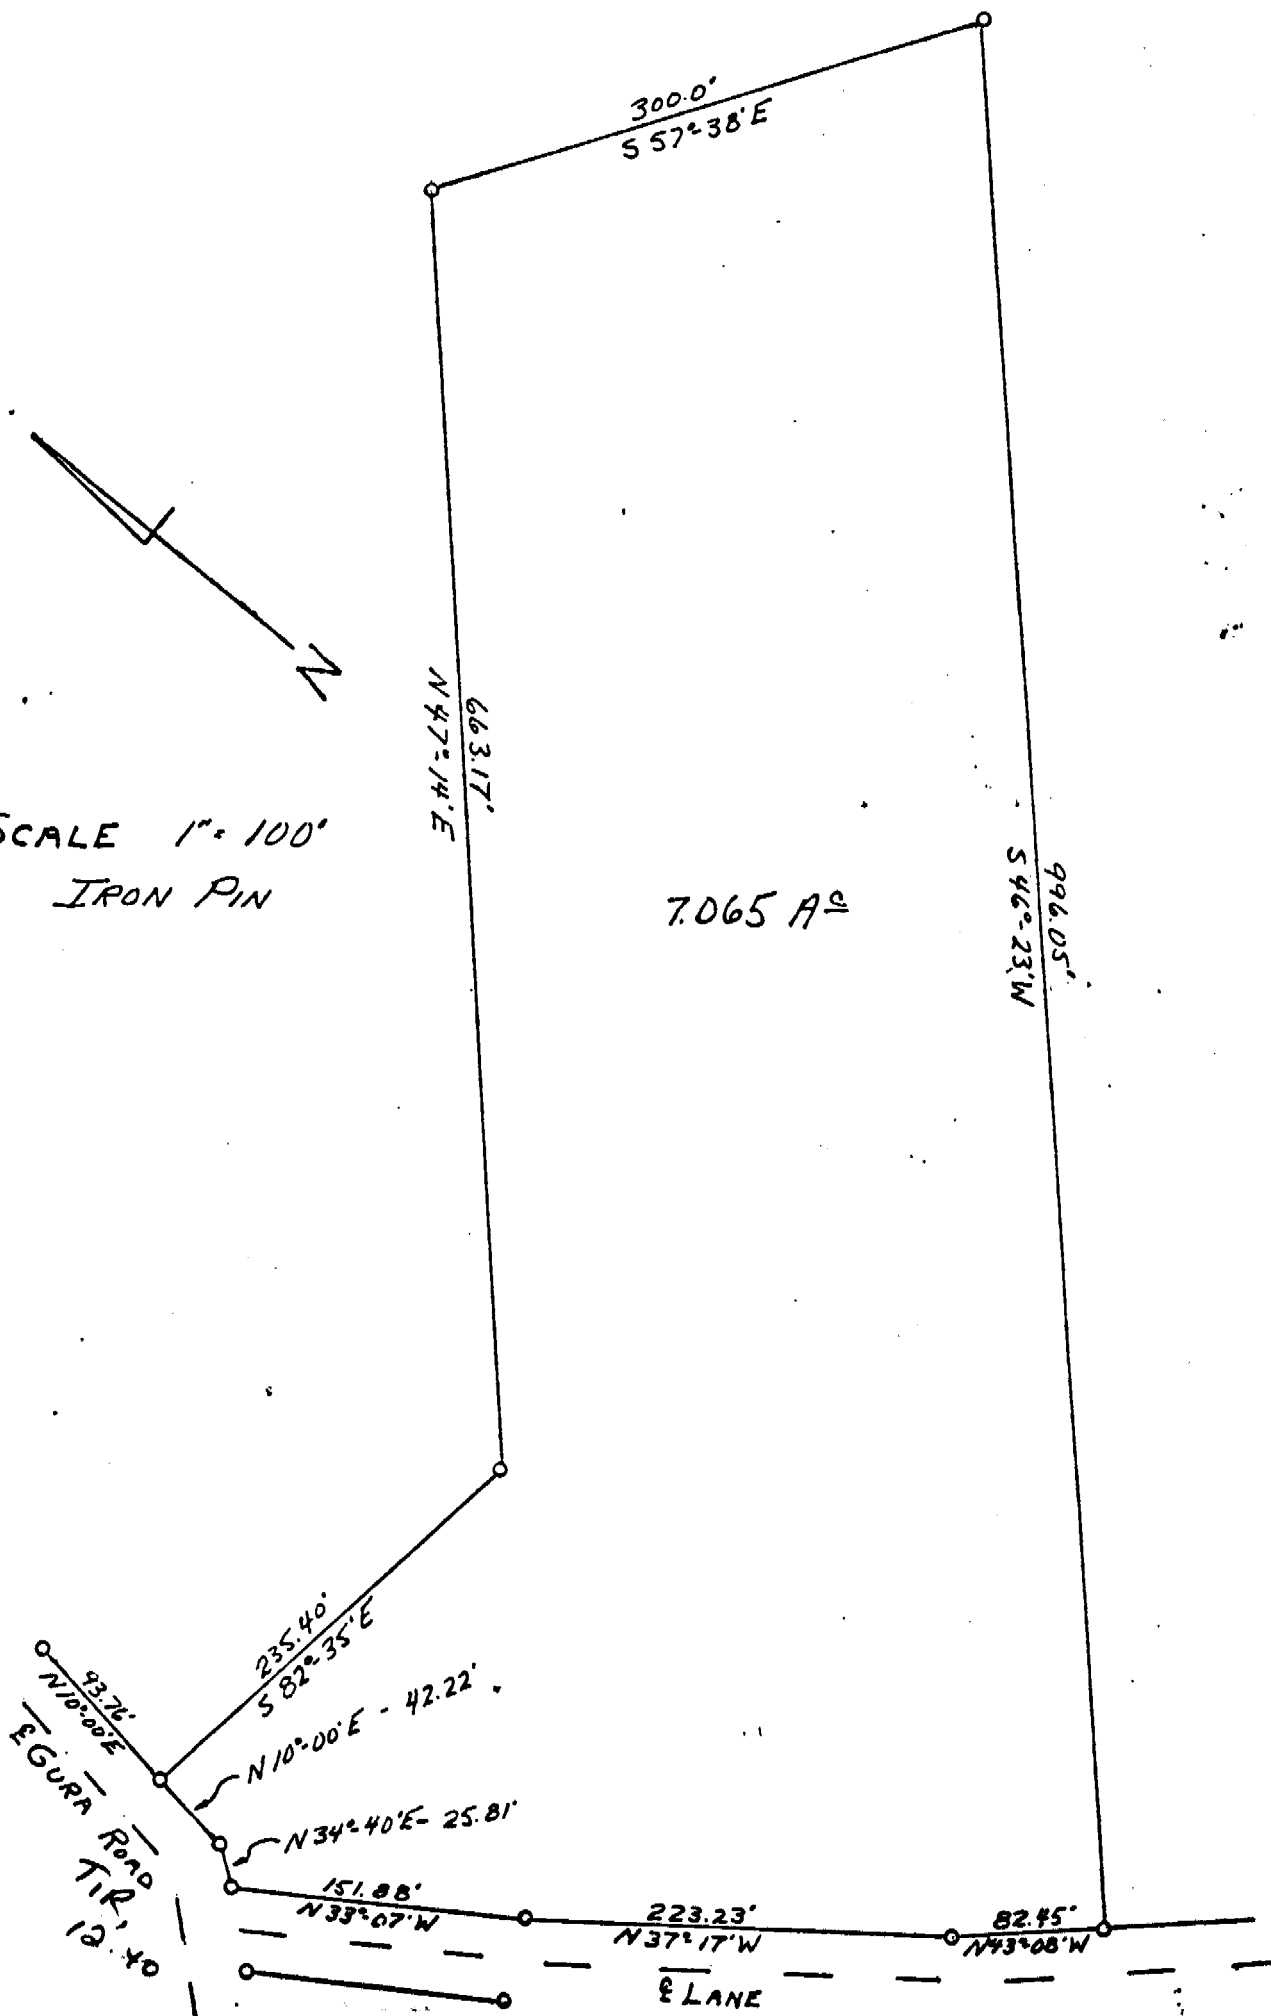 300.0'
S 57°-38' E
N
663.17'
N 47°-14' E
SCALE 1" = 100'
IRON PIN
7.065 Ac
996.05'
S 46°-23' W
235.40'
S 82°-35' E
93.76'
N 10°-00' E
N 10°-00' E - 42.22'
℄ GURA ROAD
N 34°-40' E - 25.81'
151.88'
N 33°-07' W
223.23'
N 37°-17' W
82.45'
N 43°-08' W
℄ LANE